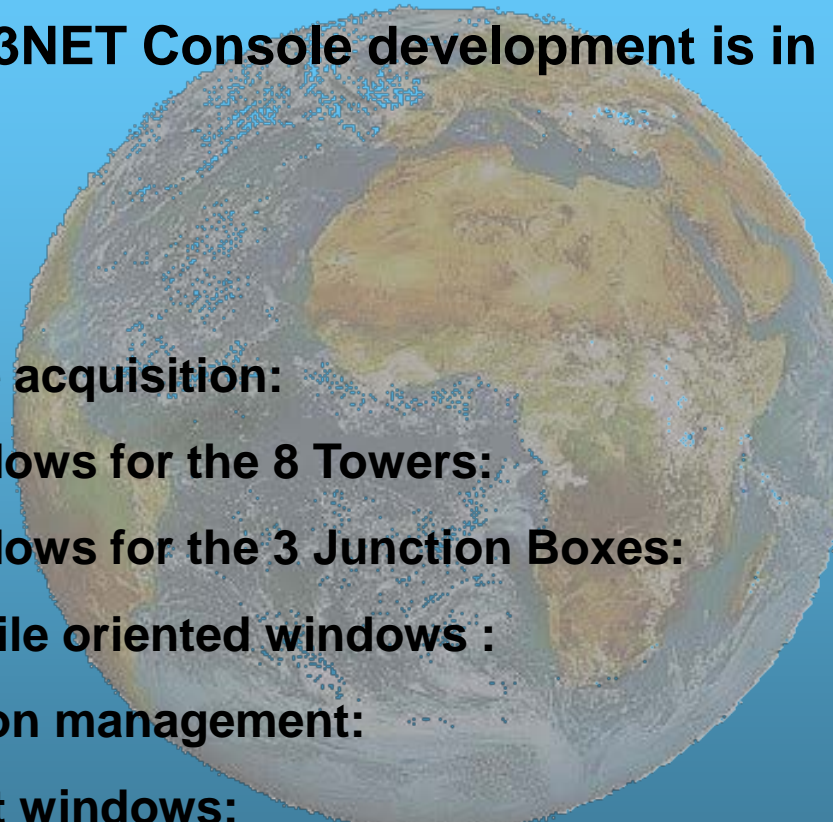 3NET Console development is in
acquisition:
lows for the 8 Towers:
lows for the 3 Junction Boxes:
ile oriented windows :
on management:
t windows: